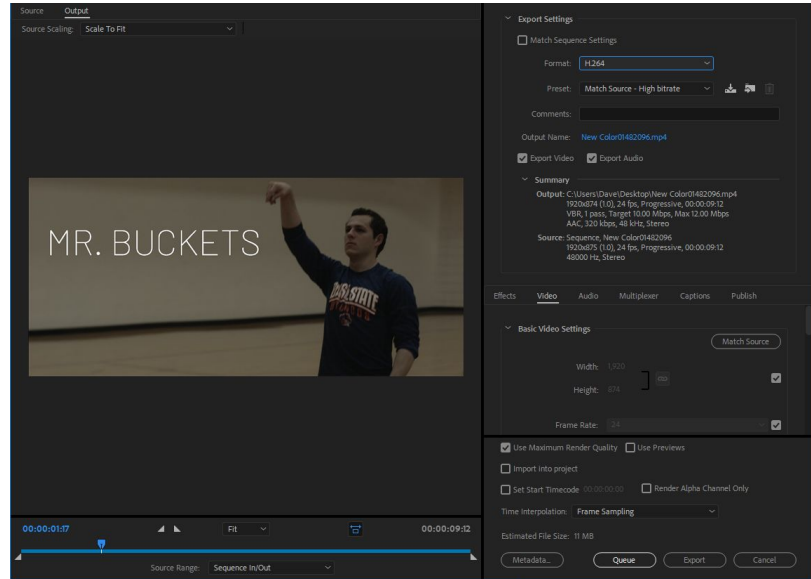 Source Output
Source Scaling: Scale To Fit
MR. BUCKETS
BOISE STATE
00:00:01:17 Fit 00:00:09:12
Source Range: Sequence In/Out
Export Settings
Match Sequence Settings
Format: H.264
Preset: Match Source - High bitrate
Comments:
Output Name: New Color01482096.mp4
Export Video Export Audio
Summary
Output: C:\Users\Dave\Desktop\New Color01482096.mp4
1920x874 (1.0), 24 fps, Progressive, 00:00:09:12
VBR, 1 pass, Target 10.00 Mbps, Max 12.00 Mbps
AAC, 320 kbps, 48 kHz, Stereo
Source: Sequence, New Color01482096
1920x875 (1.0), 24 fps, Progressive, 00:00:09:12
48000 Hz, Stereo
Effects Video Audio Multiplexer Captions Publish
Basic Video Settings
Match Source
Width: 1,920
Height: 874
Frame Rate: 24
Use Maximum Render Quality Use Previews
Import into project
Set Start Timecode 00:00:00:00 Render Alpha Channel Only
Time Interpolation: Frame Sampling
Estimated File Size: 11 MB
Metadata... Queue Export Cancel